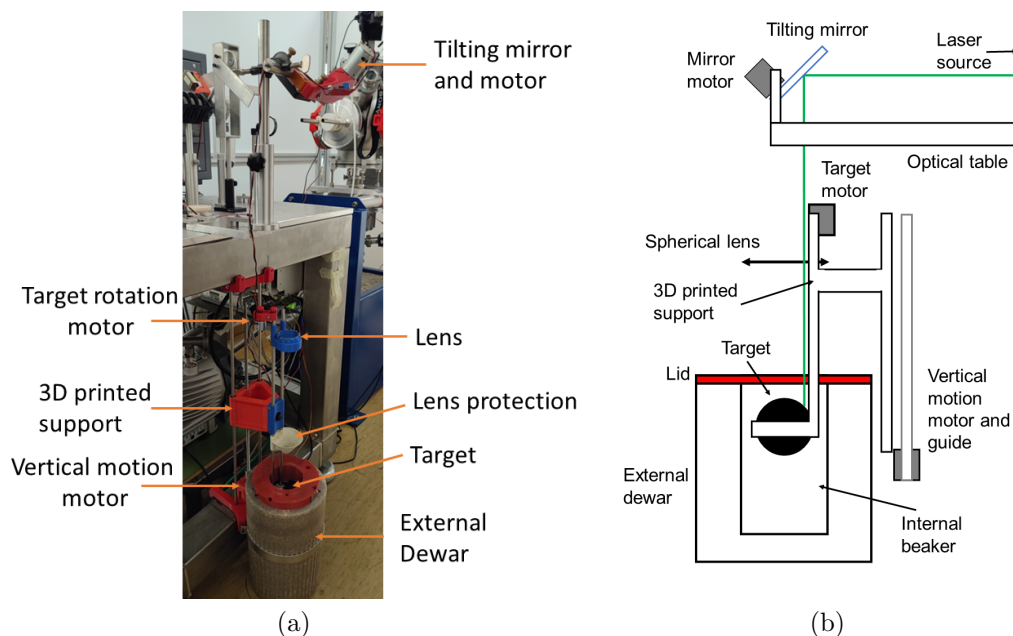 Tilting mirror
and motor
Target rotation
motor
Lens
3D printed
support
Lens protection
Vertical motion
motor
Target
External
Dewar
(a)
Tilting mirror
Laser
source
Mirror
motor
Optical table
Target
motor
Spherical lens
3D printed
support
Target
Lid
Vertical
motion
motor and
guide
External
dewar
Internal
beaker
(b)